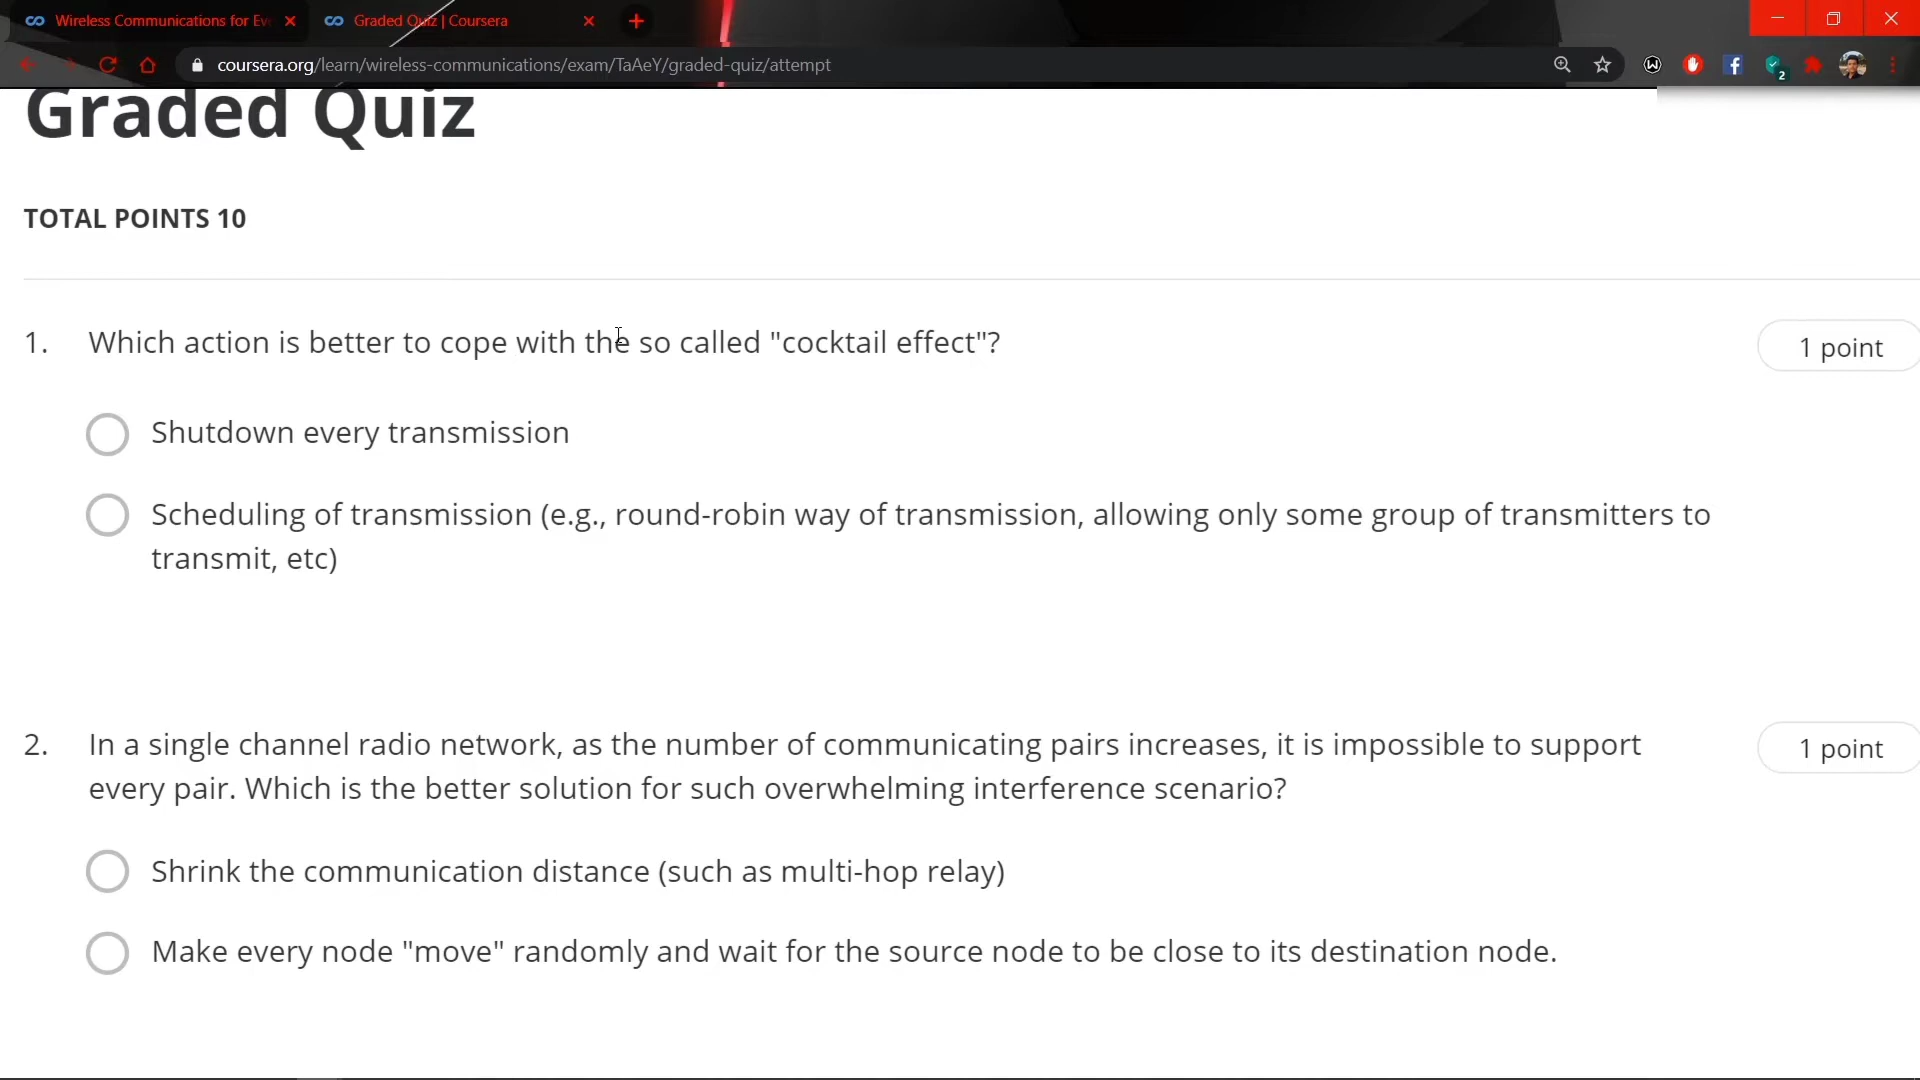 Wireless Communications for Eve
Graded Quiz | Coursera
coursera.org/learn/wireless-communications/exam/TaAeY/graded-quiz/attempt
2
Graded Quiz
TOTAL POINTS 10
1. Which action is better to cope with the so called "cocktail effect"?
1 point
Shutdown every transmission
Scheduling of transmission (e.g., round-robin way of transmission, allowing only some group of transmitters to
transmit, etc)
2. In a single channel radio network, as the number of communicating pairs increases, it is impossible to support
every pair. Which is the better solution for such overwhelming interference scenario?
1 point
Shrink the communication distance (such as multi-hop relay)
Make every node "move" randomly and wait for the source node to be close to its destination node.